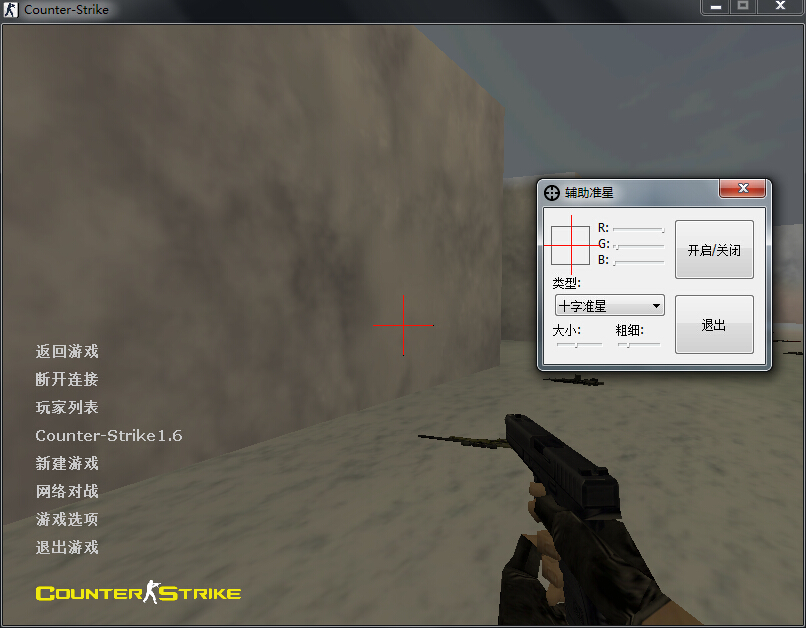 Counter-Strike
辅助准星
R:
G:
B:
开启/关闭
类型:
十字准星
大小:
粗细:
退出
返回游戏
断开连接
玩家列表
Counter-Strike1.6
新建游戏
网络对战
游戏选项
退出游戏
COUNTER STRIKE